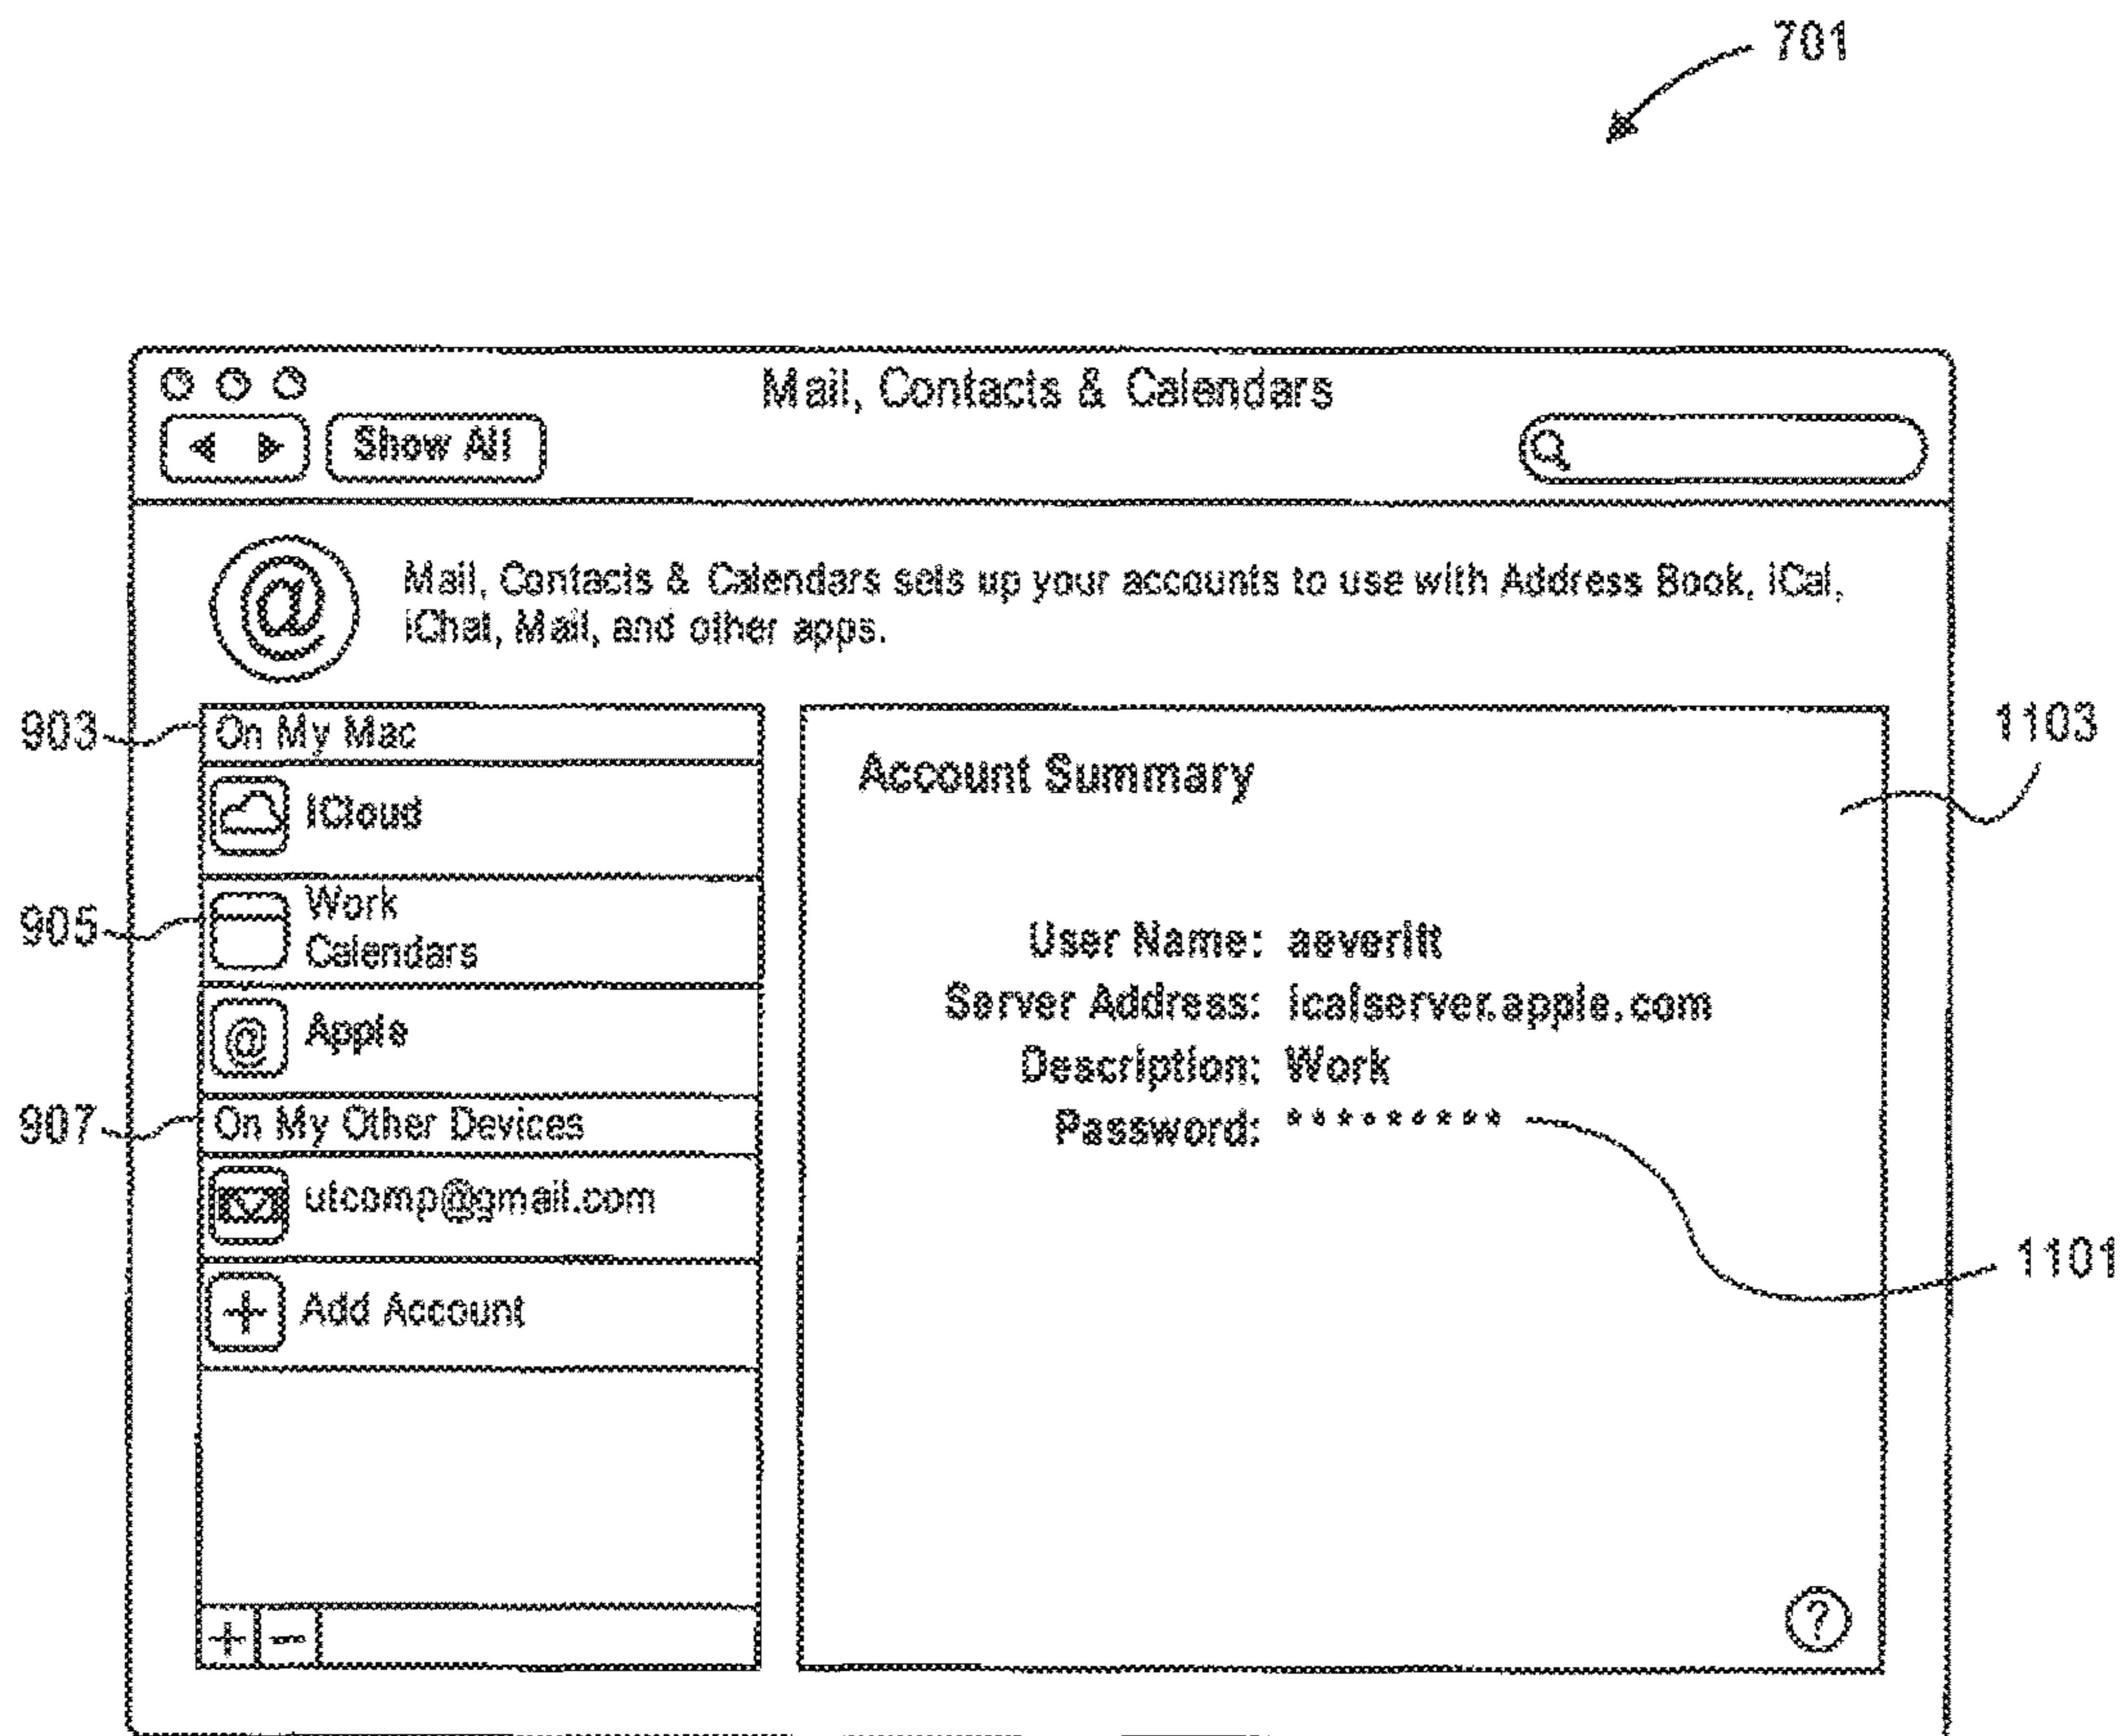 701
Mail, Contacts & Calendars
Show All
@ Mail, Contacts & Calendars sets up your accounts to use with Address Book, iCal,
iChat, Mail, and other apps.
903
On My Mac
iCloud
905
Work
Calendars
@ Apple
907
On My Other Devices
utcomp@gmail.com
+ Add Account
+ −
1103
Account Summary
User Name: aeveritt
Server Address: icalserver.apple.com
Description: Work
Password: *********
1101
?